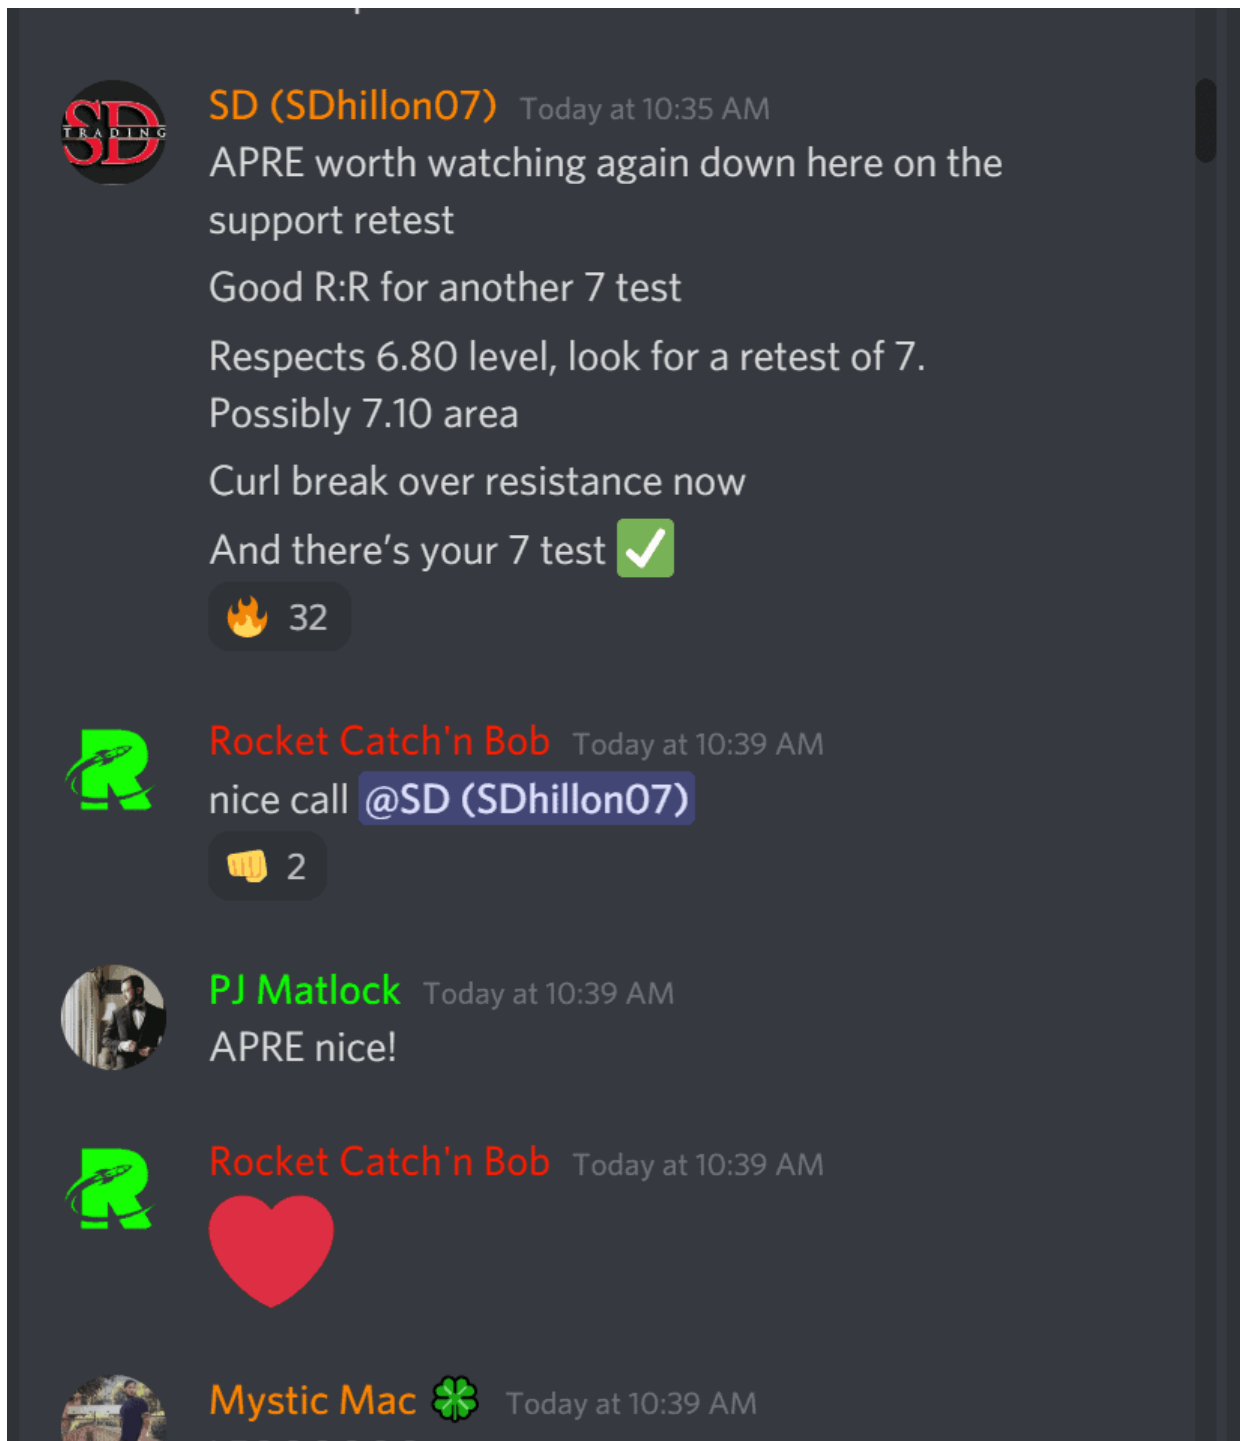 SD (SDhillon07) Today at 10:35 AM
SD
TRADING
APRE worth watching again down here on the
support retest
Good R:R for another 7 test
Respects 6.80 level, look for a retest of 7.
Possibly 7.10 area
Curl break over resistance now
And there's your 7 test ✅
🔥 32
Rocket Catch'n Bob Today at 10:39 AM
R
nice call @SD (SDhillon07)
👊 2
PJ Matlock Today at 10:39 AM
APRE nice!
Rocket Catch'n Bob Today at 10:39 AM
R
❤️
Mystic Mac 🍀 Today at 10:39 AM